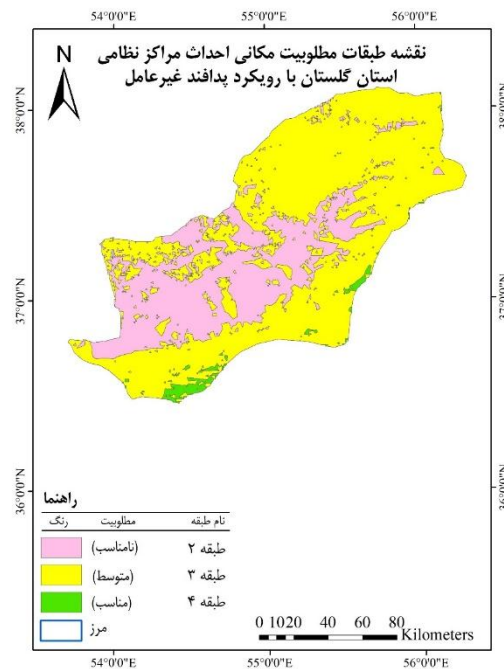 54°0'0"E 55°0'0"E 56°0'0"E
نقشه طبقات مطلوبیت مکانی احداث مراکز نظامی
استان گلستان با رویکرد پدافند غیرعامل
N
38°0'0"N 38°0'0"N
37°0'0"N 37°0'0"N
36°0'0"N 36°0'0"N
راهنما
نام طبقه مطلوبیت رنگ
طبقه ۲ (نامناسب)
طبقه ۳ (متوسط)
طبقه ۴ (مناسب)
مرز
0 10 20 40 60 80 Kilometers
54°0'0"E 55°0'0"E 56°0'0"E